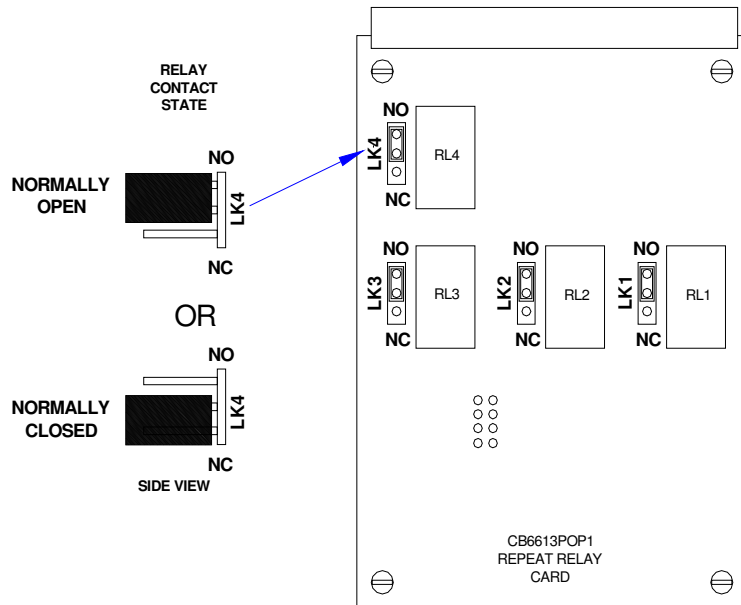 RELAY
CONTACT
STATE
NO
NORMALLY
OPEN
LK4
NC
OR
NO
NORMALLY
CLOSED
LK4
NC
SIDE VIEW
NO
LK4
RL4
NC
NO
LK3
RL3
NC
NO
LK2
RL2
NC
NO
LK1
RL1
NC
CB6613POP1
REPEAT RELAY
CARD